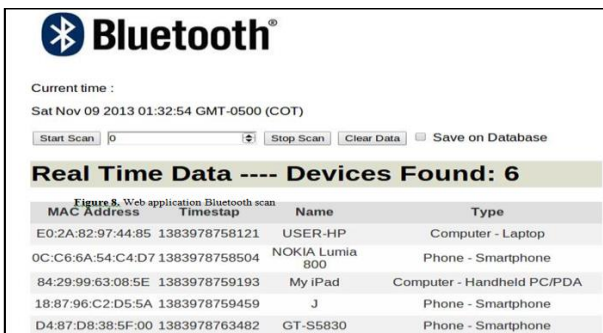 Bluetooth®
Current time :
Sat Nov 09 2013 01:32:54 GMT-0500 (COT)
Start Scan 0 Stop Scan Clear Data Save on Database
Real Time Data ---- Devices Found: 6
Figure 8. Web application Bluetooth scan
MAC Address Timestap Name Type
E0:2A:82:97:44:85 1383978758121 USER-HP Computer - Laptop
0C:C6:6A:54:C4:D7 1383978758504 NOKIA Lumia 800 Phone - Smartphone
84:29:99:63:08:5E 1383978759193 My iPad Computer - Handheld PC/PDA
18:87:96:C2:D5:5A 1383978759459 J Phone - Smartphone
D4:87:D8:38:5F:00 1383978763482 GT-S5830 Phone - Smartphone